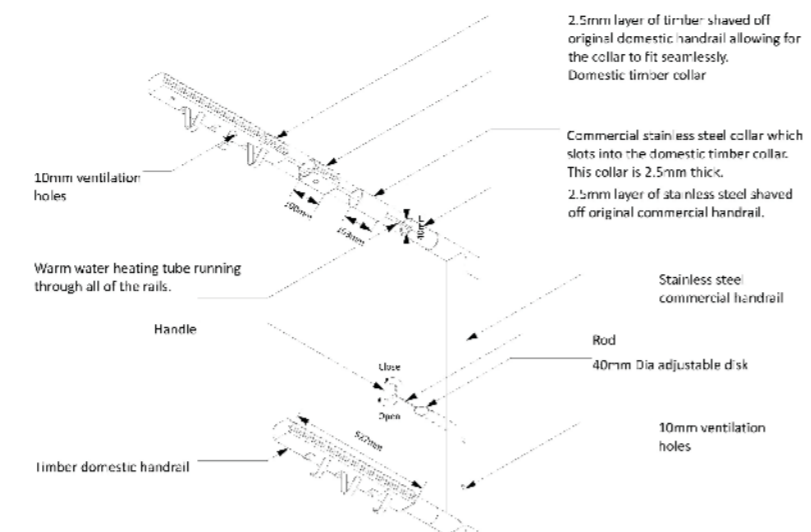 2.5mm layer of timber shaved off
original domestic handrail allowing for
the collar to fit seamlessly.
Domestic timber collar
Commercial stainless steel collar which
slots into the domestic timber collar.
This collar is 2.5mm thick.
2.5mm layer of stainless steel shaved
off original commercial handrail.
10mm ventilation
holes
100mm
Warm water heating tube running
through all of the rails.
Stainless steel
commercial handrail
Handle
Rod
40mm Dia adjustable disk
Close
Open
10mm ventilation
holes
Timber domestic handrail